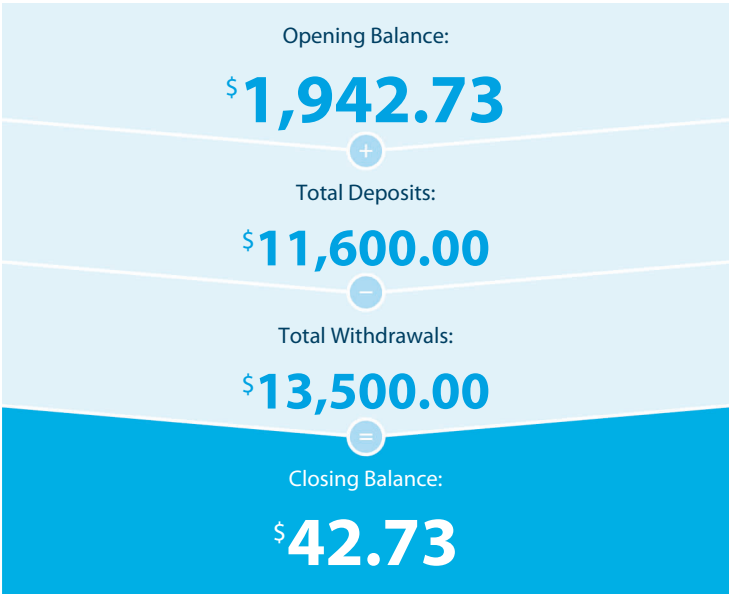 Opening Balance:
$1,942.73
+
Total Deposits:
$11,600.00
−
Total Withdrawals:
$13,500.00
=
Closing Balance:
$42.73